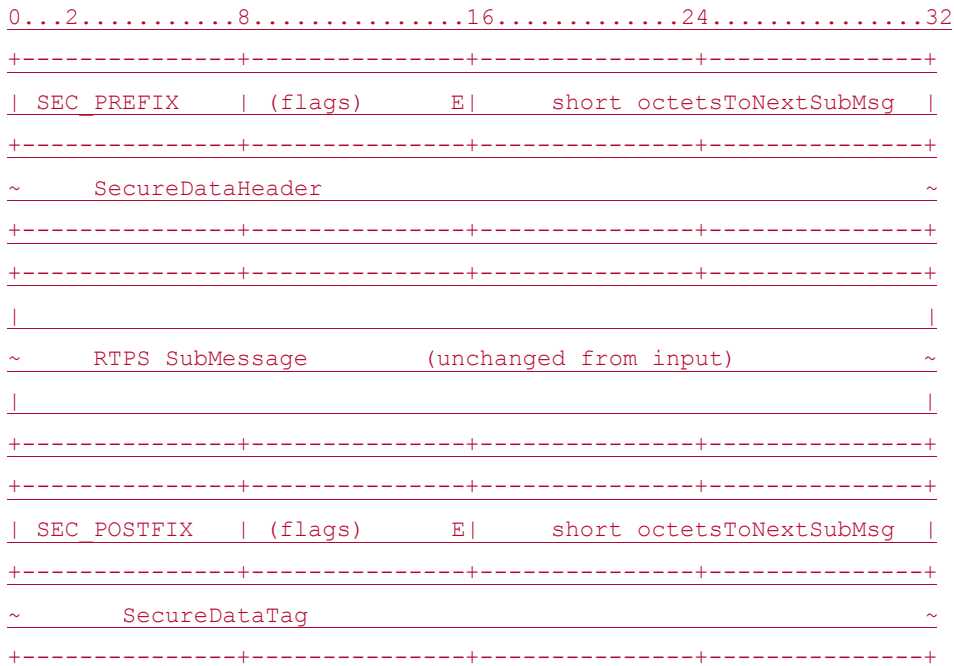 0...2...........8...............16.............24...............32
+---------------+---------------+---------------+---------------+
| SEC_PREFIX    | (flags)      E|     short octetsToNextSubMsg  |
+---------------+---------------+---------------+---------------+
~     SecureDataHeader                                          ~
+---------------+---------------+---------------+---------------+
+---------------+---------------+---------------+---------------+
|                                                               |
~     RTPS SubMessage        (unchanged from input)             ~
|                                                               |
+---------------+---------------+---------------+---------------+
+---------------+---------------+---------------+---------------+
| SEC_POSTFIX   | (flags)      E|     short octetsToNextSubMsg  |
+---------------+---------------+---------------+---------------+
~       SecureDataTag                                           ~
+---------------+---------------+---------------+---------------+